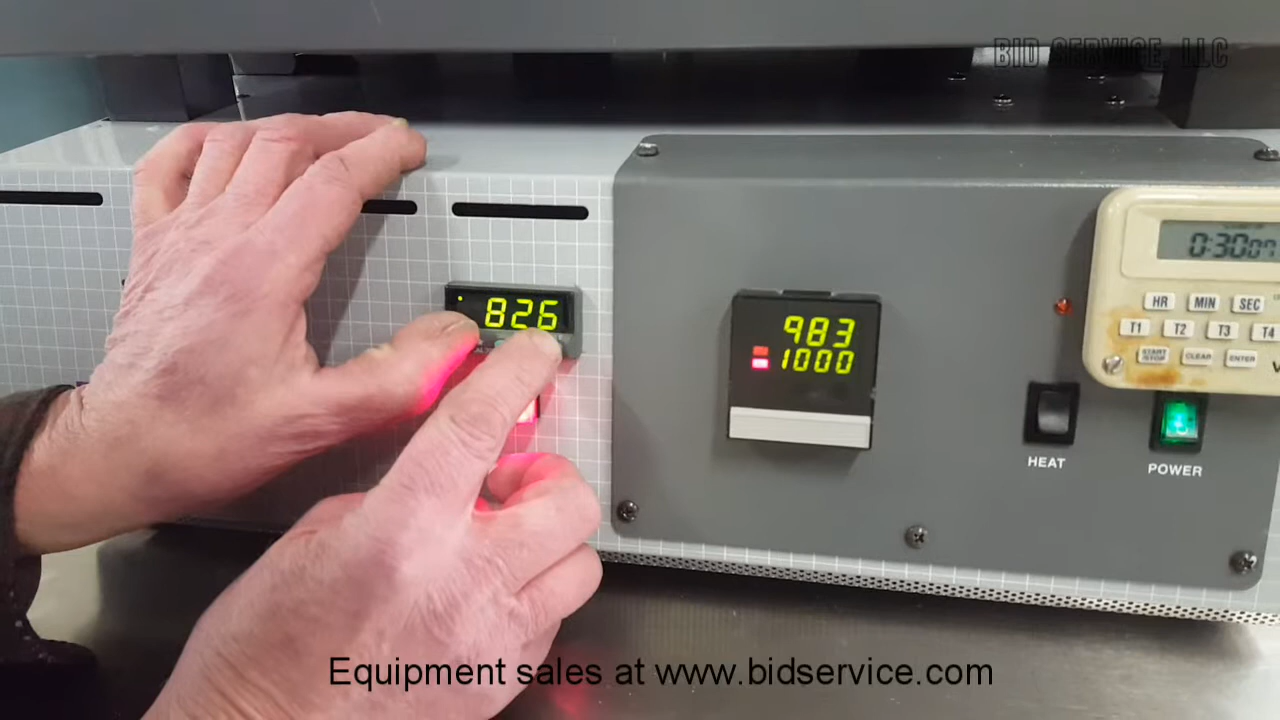 BID SERVICE, LLC
0:3007
HR MIN SEC
T1 T2 T3 T4
START/STOP CLEAR ENTER
826
983
1000
HEAT
POWER
Equipment sales at www.bidservice.com